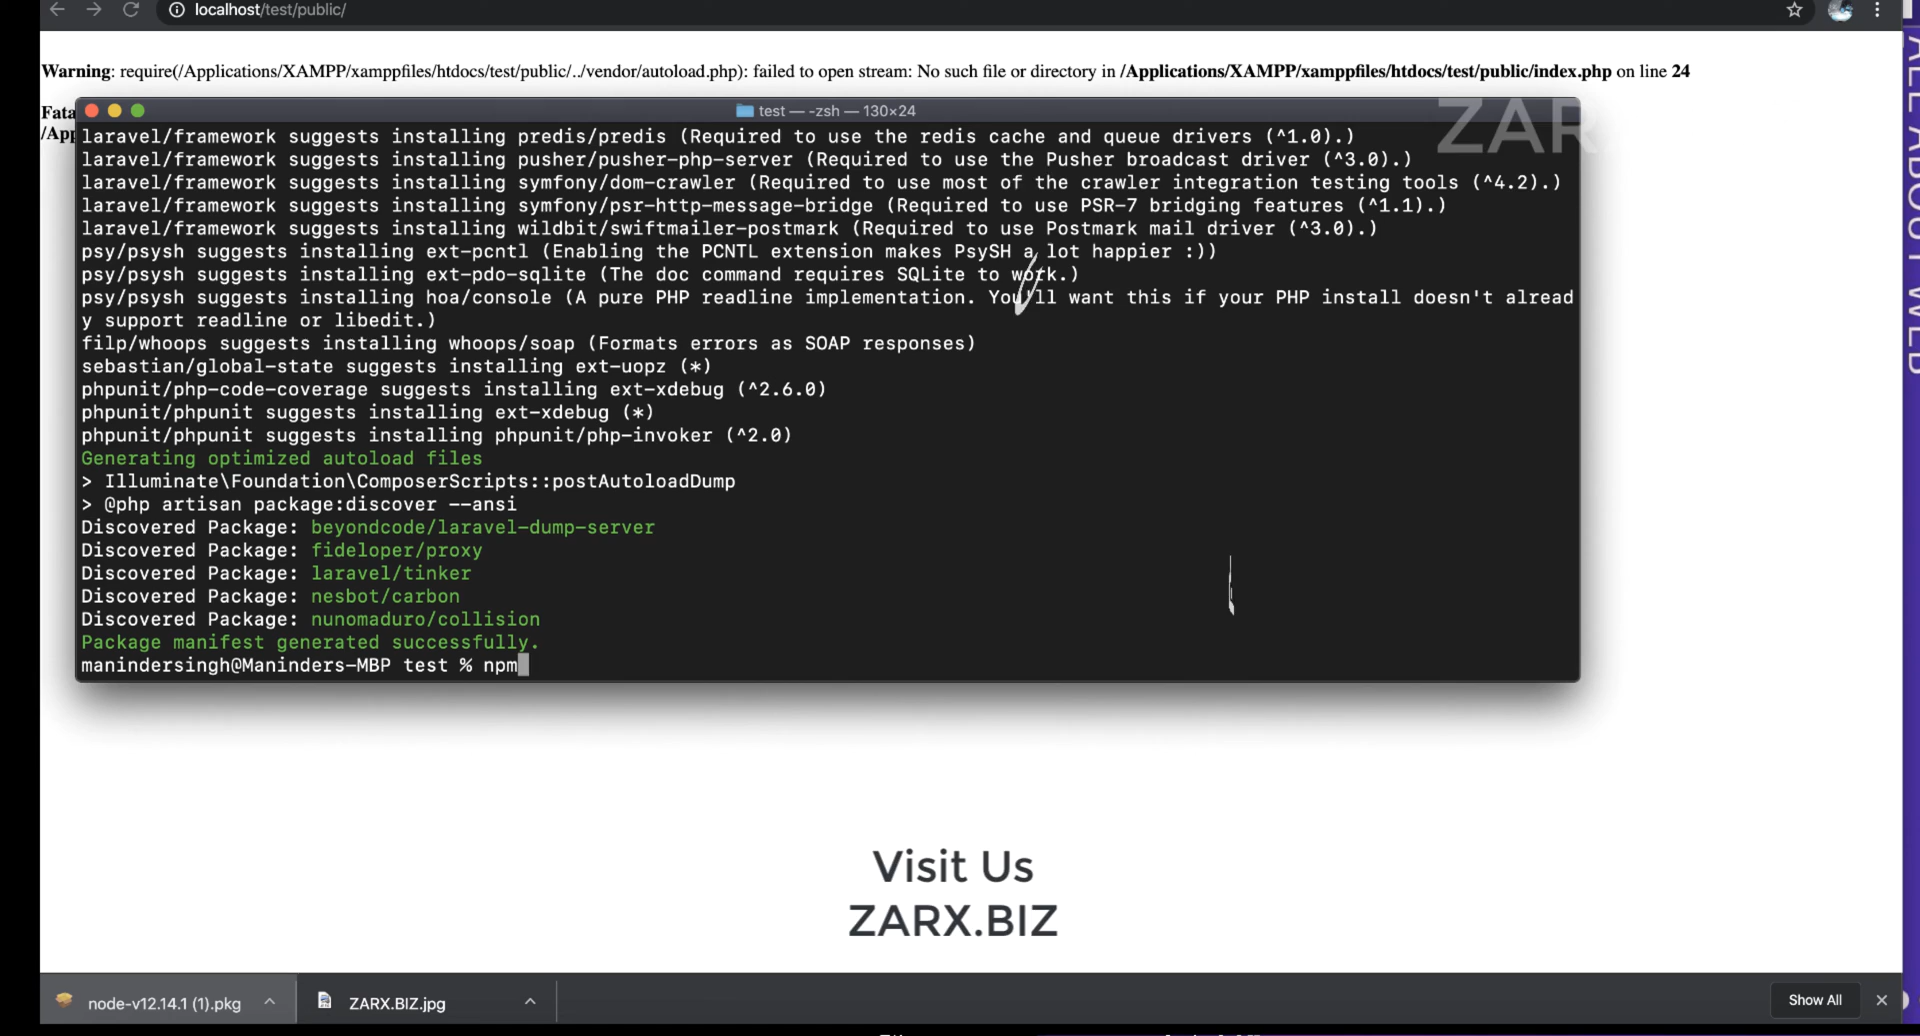 localhost/test/public/
Warning: require(/Applications/XAMPP/xamppfiles/htdocs/test/public/../vendor/autoload.php): failed to open stream: No such file or directory in /Applications/XAMPP/xamppfiles/htdocs/test/public/index.php on line 24
Fata
/App
test — -zsh — 130×24
ZAR
laravel/framework suggests installing predis/predis (Required to use the redis cache and queue drivers (^1.0).)
laravel/framework suggests installing pusher/pusher-php-server (Required to use the Pusher broadcast driver (^3.0).)
laravel/framework suggests installing symfony/dom-crawler (Required to use most of the crawler integration testing tools (^4.2).)
laravel/framework suggests installing symfony/psr-http-message-bridge (Required to use PSR-7 bridging features (^1.1).)
laravel/framework suggests installing wildbit/swiftmailer-postmark (Required to use Postmark mail driver (^3.0).)
psy/psysh suggests installing ext-pcntl (Enabling the PCNTL extension makes PsySH a lot happier :))
psy/psysh suggests installing ext-pdo-sqlite (The doc command requires SQLite to work.)
psy/psysh suggests installing hoa/console (A pure PHP readline implementation. You'll want this if your PHP install doesn't alread
y support readline or libedit.)
filp/whoops suggests installing whoops/soap (Formats errors as SOAP responses)
sebastian/global-state suggests installing ext-uopz (*)
phpunit/php-code-coverage suggests installing ext-xdebug (^2.6.0)
phpunit/phpunit suggests installing ext-xdebug (*)
phpunit/phpunit suggests installing phpunit/php-invoker (^2.0)
Generating optimized autoload files
> Illuminate\Foundation\ComposerScripts::postAutoloadDump
> @php artisan package:discover --ansi
Discovered Package: beyondcode/laravel-dump-server
Discovered Package: fideloper/proxy
Discovered Package: laravel/tinker
Discovered Package: nesbot/carbon
Discovered Package: nunomaduro/collision
Package manifest generated successfully.
manindersingh@Maninders-MBP test % npm
Visit Us
ZARX.BIZ
node-v12.14.1 (1).pkg
ZARX.BIZ.jpg
Show All
ALL ABOUT WEB